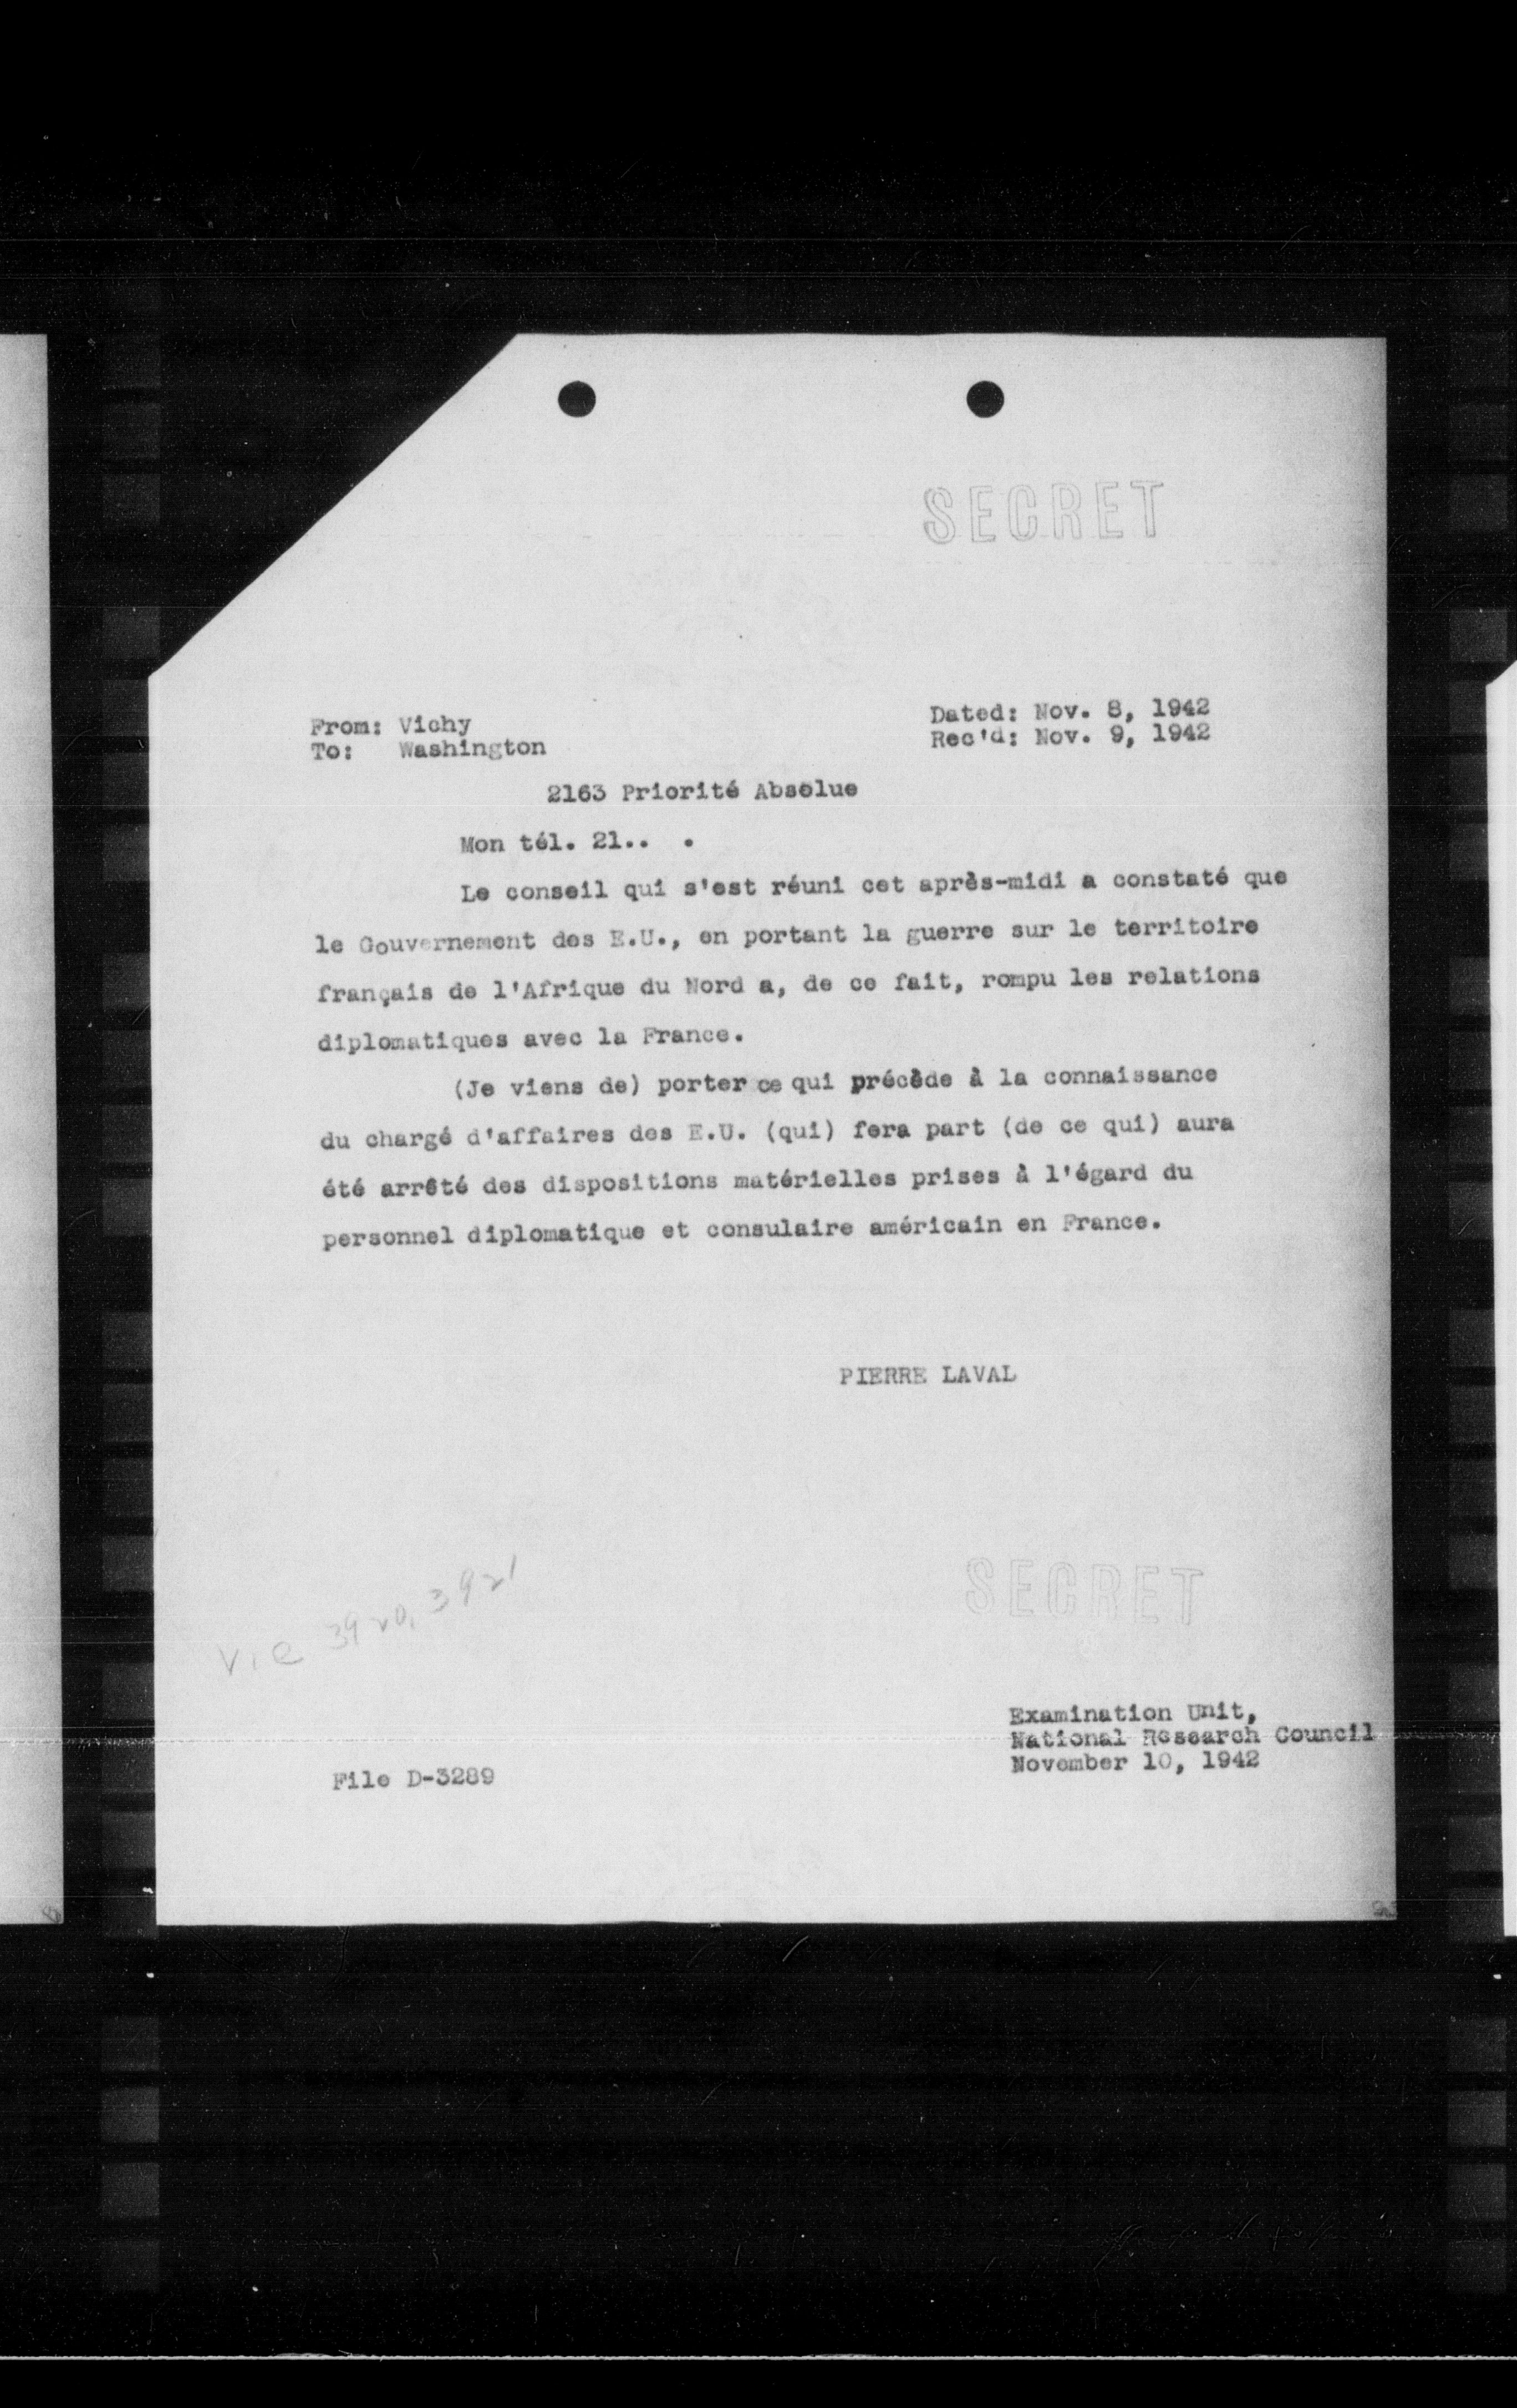 SECRET
From: Vichy
To: Washington
Dated: Nov. 8, 1942
Rec'd: Nov. 9, 1942
2163 Priorité Absolue
Mon tél. 21.. .
Le conseil qui s'est réuni cet après-midi a constaté que
le Gouvernement des E.U., en portant la guerre sur le territoire
français de l'Afrique du Nord a, de ce fait, rompu les relations
diplomatiques avec la France.
(Je viens de) porter ce qui précède à la connaissance
du chargé d'affaires des E.U. (qui) fera part (de ce qui) aura
été arrêté des dispositions matérielles prises à l'égard du
personnel diplomatique et consulaire américain en France.
PIERRE LAVAL
V.e 3920, 3921
SECRET
Examination Unit,
National Research Council
November 10, 1942
File D-3289